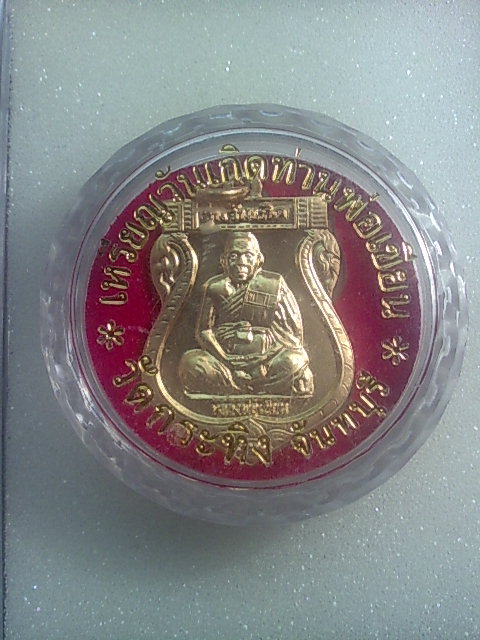 เหรียญวันเกิดท่านพ่อเขียน
วัดกระทิง จันทบุรี